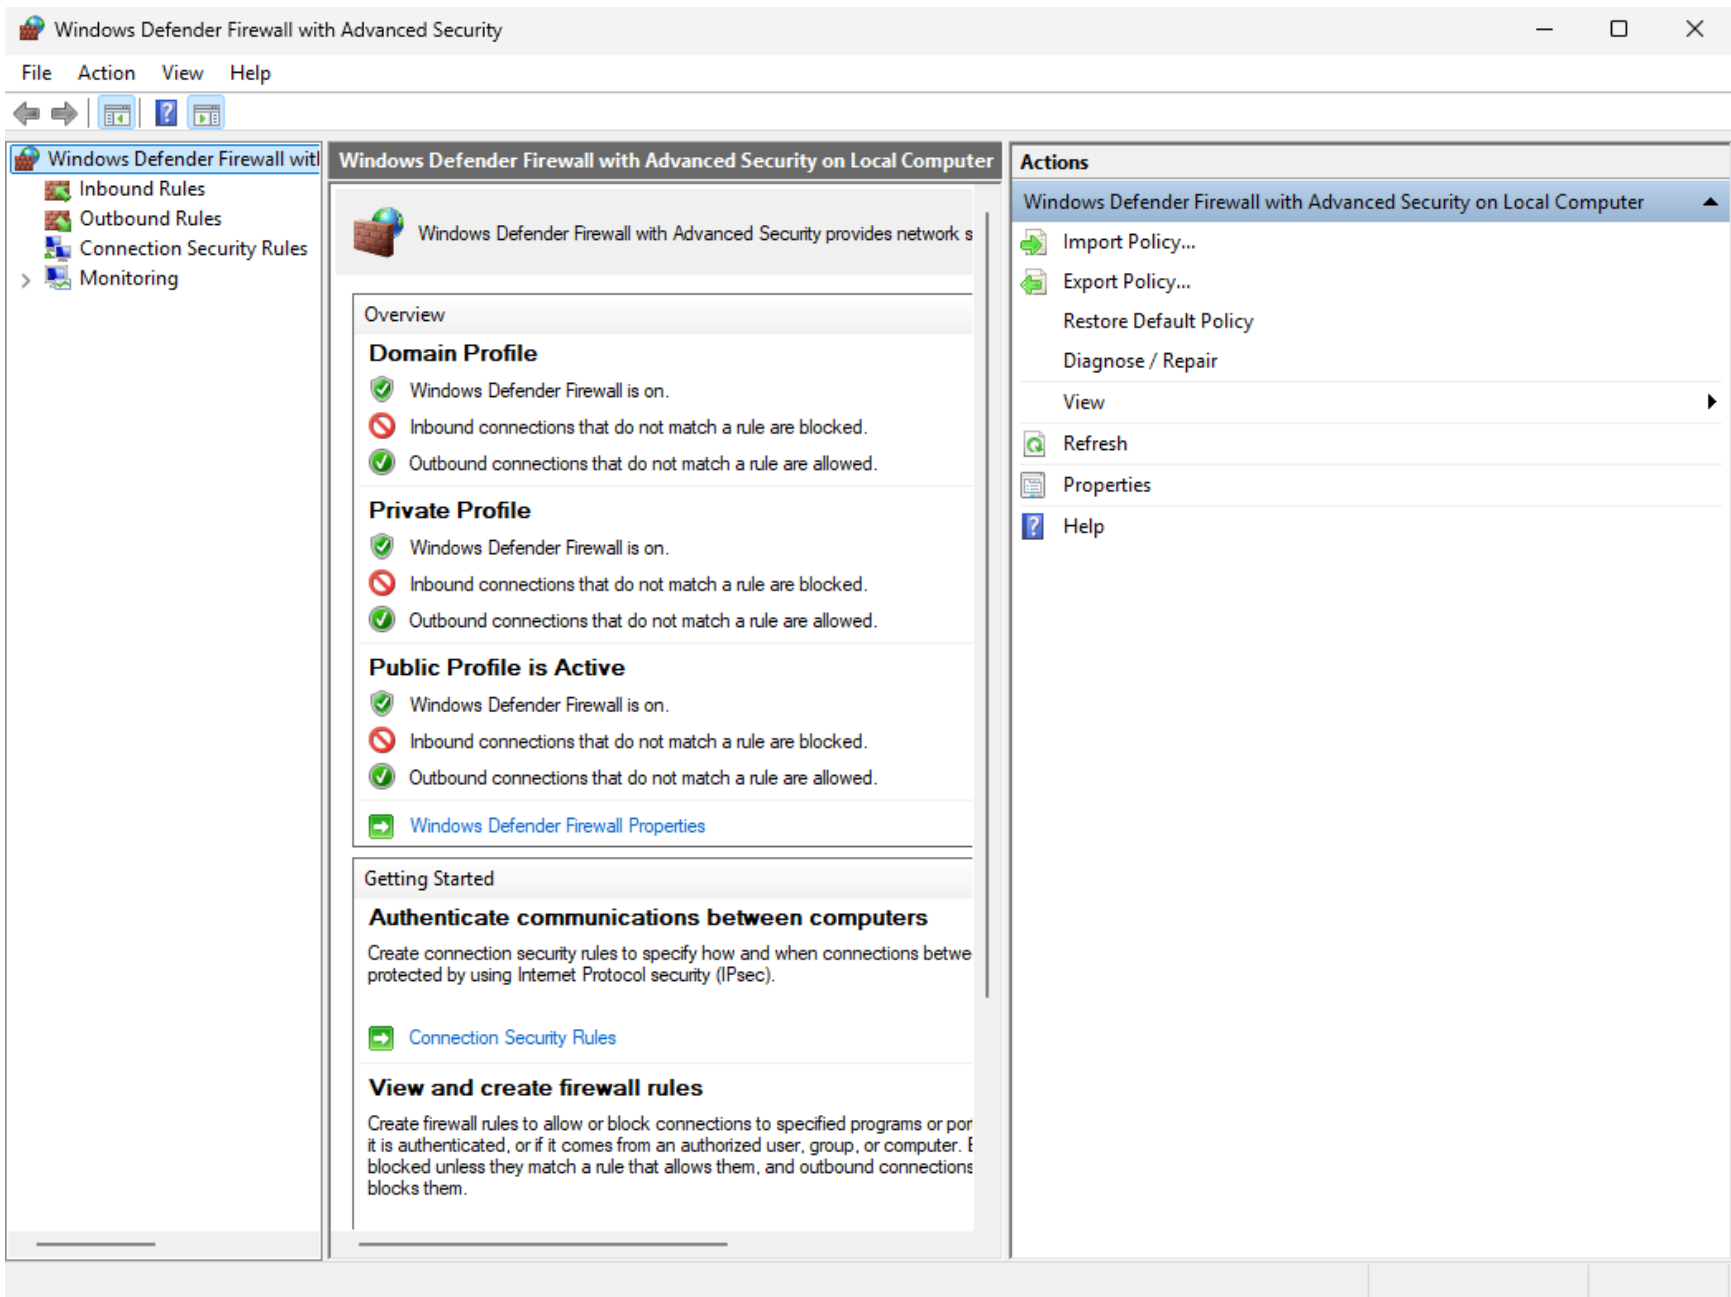 Windows Defender Firewall with Advanced Security
File Action View Help
Windows Defender Firewall with
Inbound Rules
Outbound Rules
Connection Security Rules
Monitoring
Windows Defender Firewall with Advanced Security on Local Computer
Windows Defender Firewall with Advanced Security provides network s
Overview
Domain Profile
Windows Defender Firewall is on.
Inbound connections that do not match a rule are blocked.
Outbound connections that do not match a rule are allowed.
Private Profile
Windows Defender Firewall is on.
Inbound connections that do not match a rule are blocked.
Outbound connections that do not match a rule are allowed.
Public Profile is Active
Windows Defender Firewall is on.
Inbound connections that do not match a rule are blocked.
Outbound connections that do not match a rule are allowed.
Windows Defender Firewall Properties
Getting Started
Authenticate communications between computers
Create connection security rules to specify how and when connections betwe
protected by using Internet Protocol security (IPsec).
Connection Security Rules
View and create firewall rules
Create firewall rules to allow or block connections to specified programs or por
it is authenticated, or if it comes from an authorized user, group, or computer.
blocked unless they match a rule that allows them, and outbound connections
blocks them.
Actions
Windows Defender Firewall with Advanced Security on Local Computer
Import Policy...
Export Policy...
Restore Default Policy
Diagnose / Repair
View
Refresh
Properties
Help